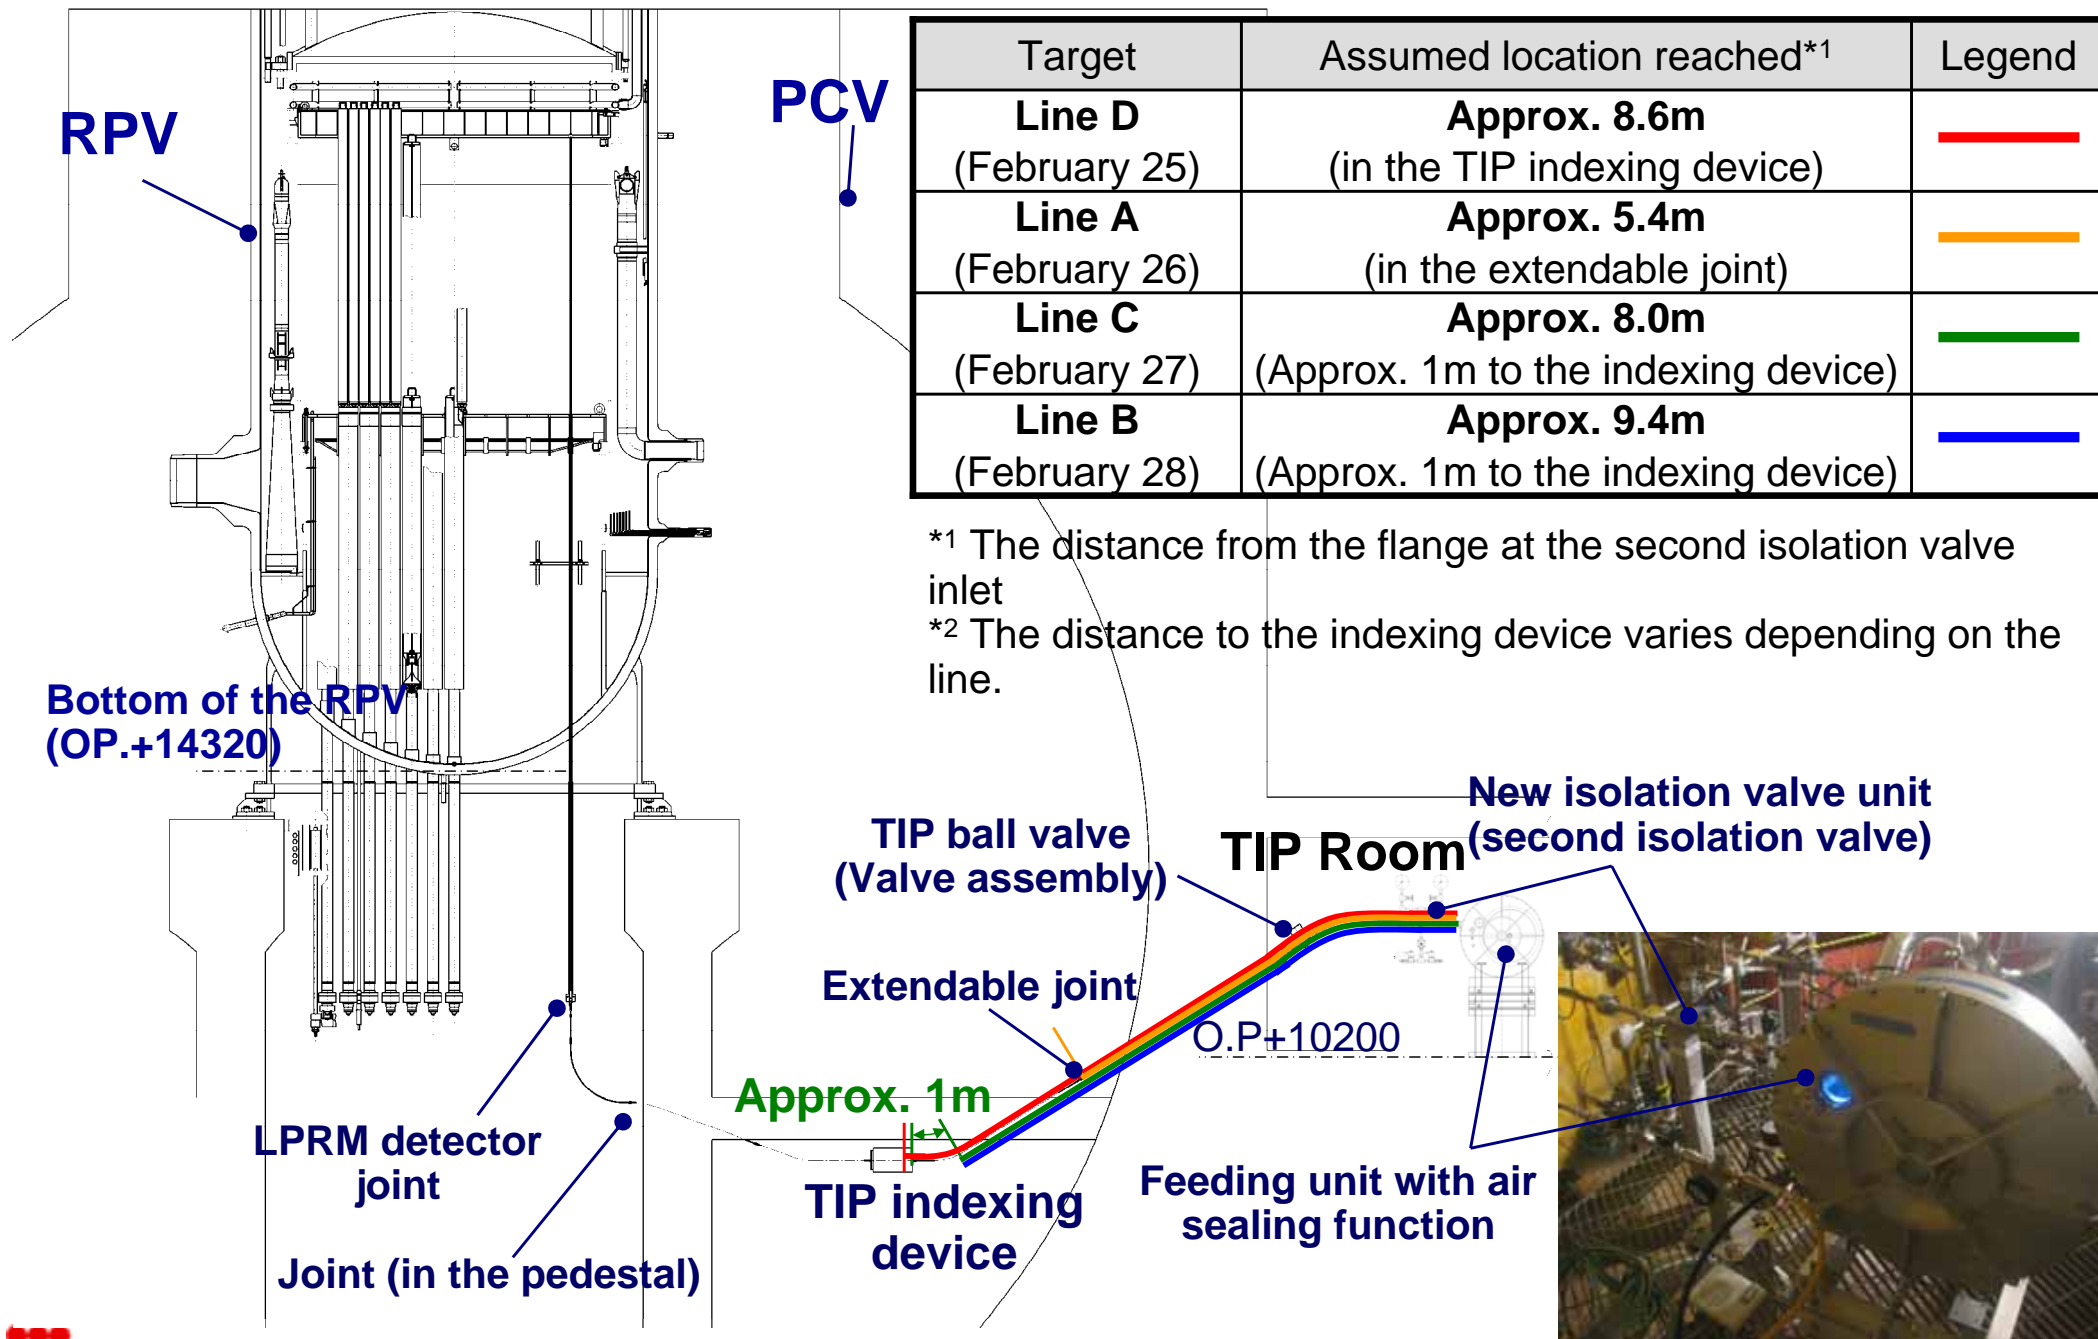 RPV
PCV
Target Assumed location reached*1 Legend
Line D
(February 25)
Approx. 8.6m
(in the TIP indexing device)
Line A
(February 26)
Approx. 5.4m
(in the extendable joint)
Line C
(February 27)
Approx. 8.0m
(Approx. 1m to the indexing device)
Line B
(February 28)
Approx. 9.4m
(Approx. 1m to the indexing device)
*1 The distance from the flange at the second isolation valve
inlet
*2 The distance to the indexing device varies depending on the
line.
Bottom of the RPV
(OP.+14320)
New isolation valve unit
(second isolation valve)
TIP ball valve
(Valve assembly)
TIP Room
Extendable joint
O.P+10200
Approx. 1m
LPRM detector
joint
TIP indexing
device
Feeding unit with air
sealing function
Joint (in the pedestal)